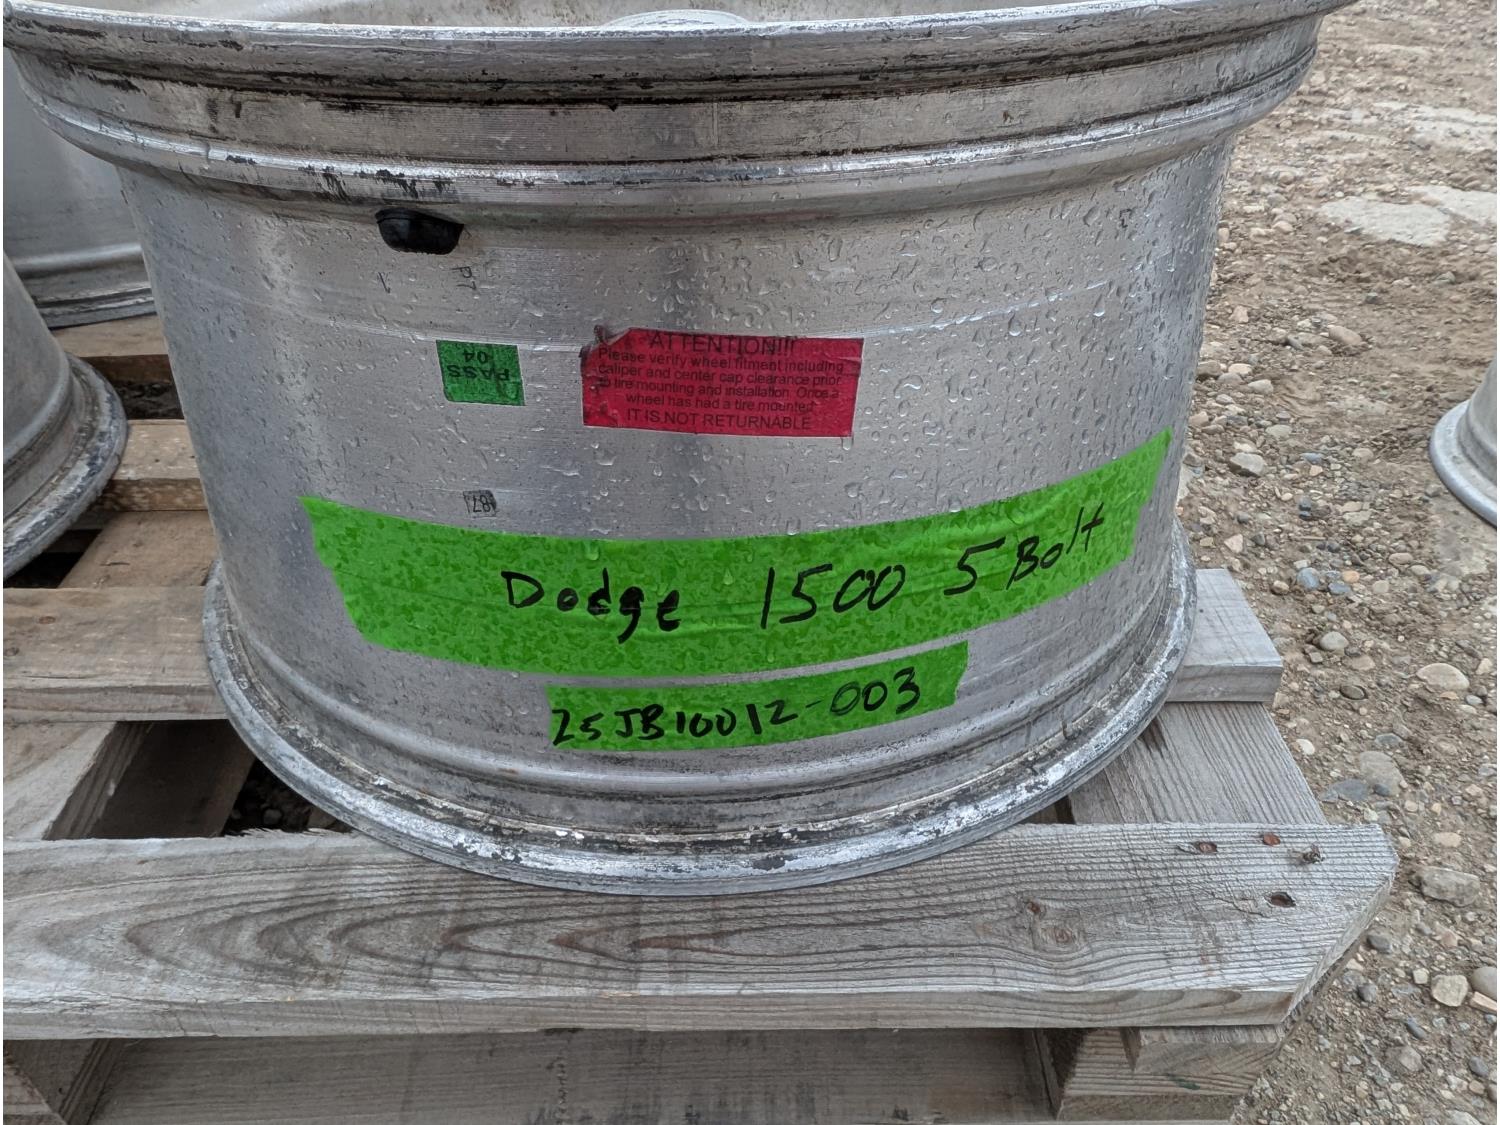 PASS
04
ATTENTION!!!
Please verify wheel fitment including
caliper and center cap clearance prior
to tire mounting and installation. Once a
wheel has had a tire mounted
IT IS NOT RETURNABLE
187
Dodge 1500 5 Bolt
25JB10012-003